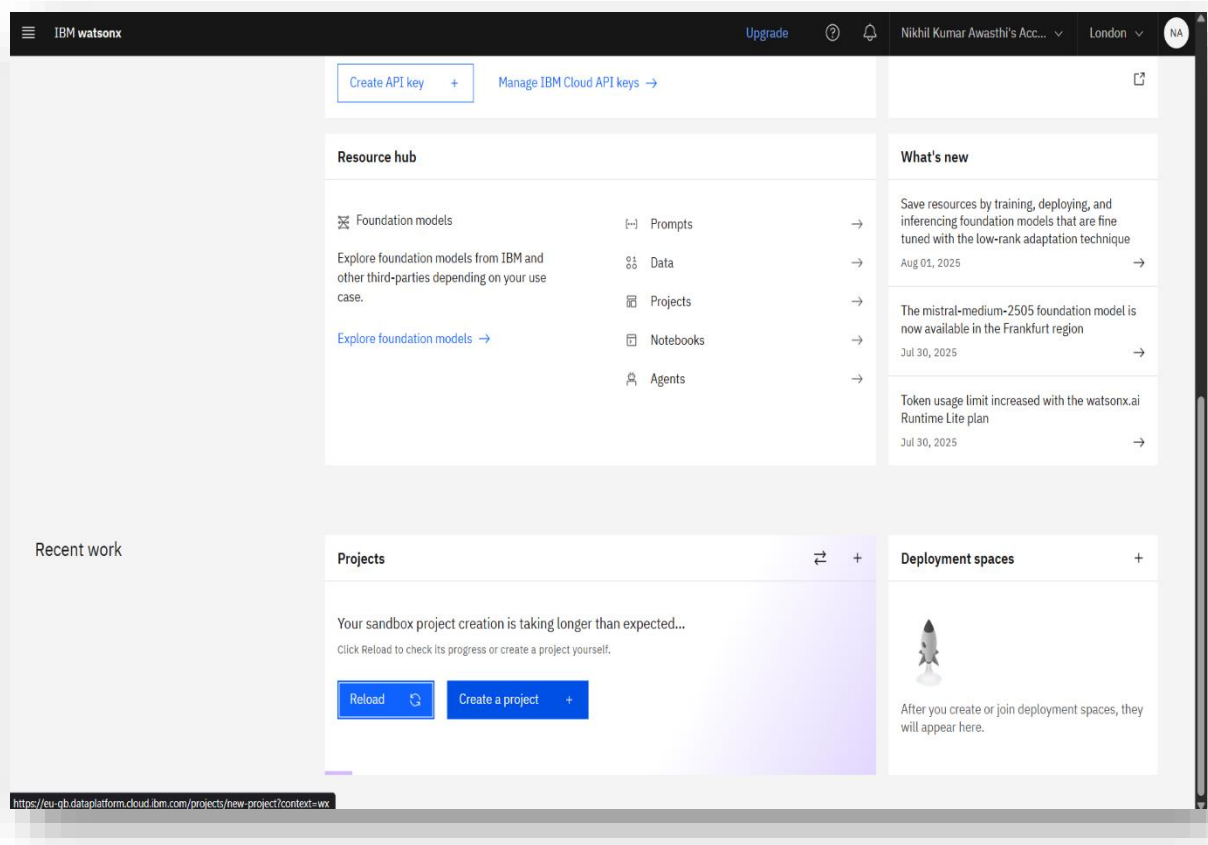 IBM watsonx
Upgrade
Nikhil Kumar Awasthi's Acc...
London
NA
Create API key +
Manage IBM Cloud API keys →
Resource hub
Foundation models
Explore foundation models from IBM and
other third-parties depending on your use
case.
Explore foundation models →
Prompts →
Data →
Projects →
Notebooks →
Agents →
What's new
Save resources by training, deploying, and
inferencing foundation models that are fine
tuned with the low-rank adaptation technique
Aug 01, 2025 →
The mistral-medium-2505 foundation model is
now available in the Frankfurt region
Jul 30, 2025 →
Token usage limit increased with the watsonx.ai
Runtime Lite plan
Jul 30, 2025 →
Recent work
Projects +
Your sandbox project creation is taking longer than expected...
Click Reload to check its progress or create a project yourself.
Reload
Create a project +
Deployment spaces +
After you create or join deployment spaces, they
will appear here.
https://eu-gb.dataplatform.cloud.ibm.com/projects/new-project?context=wx